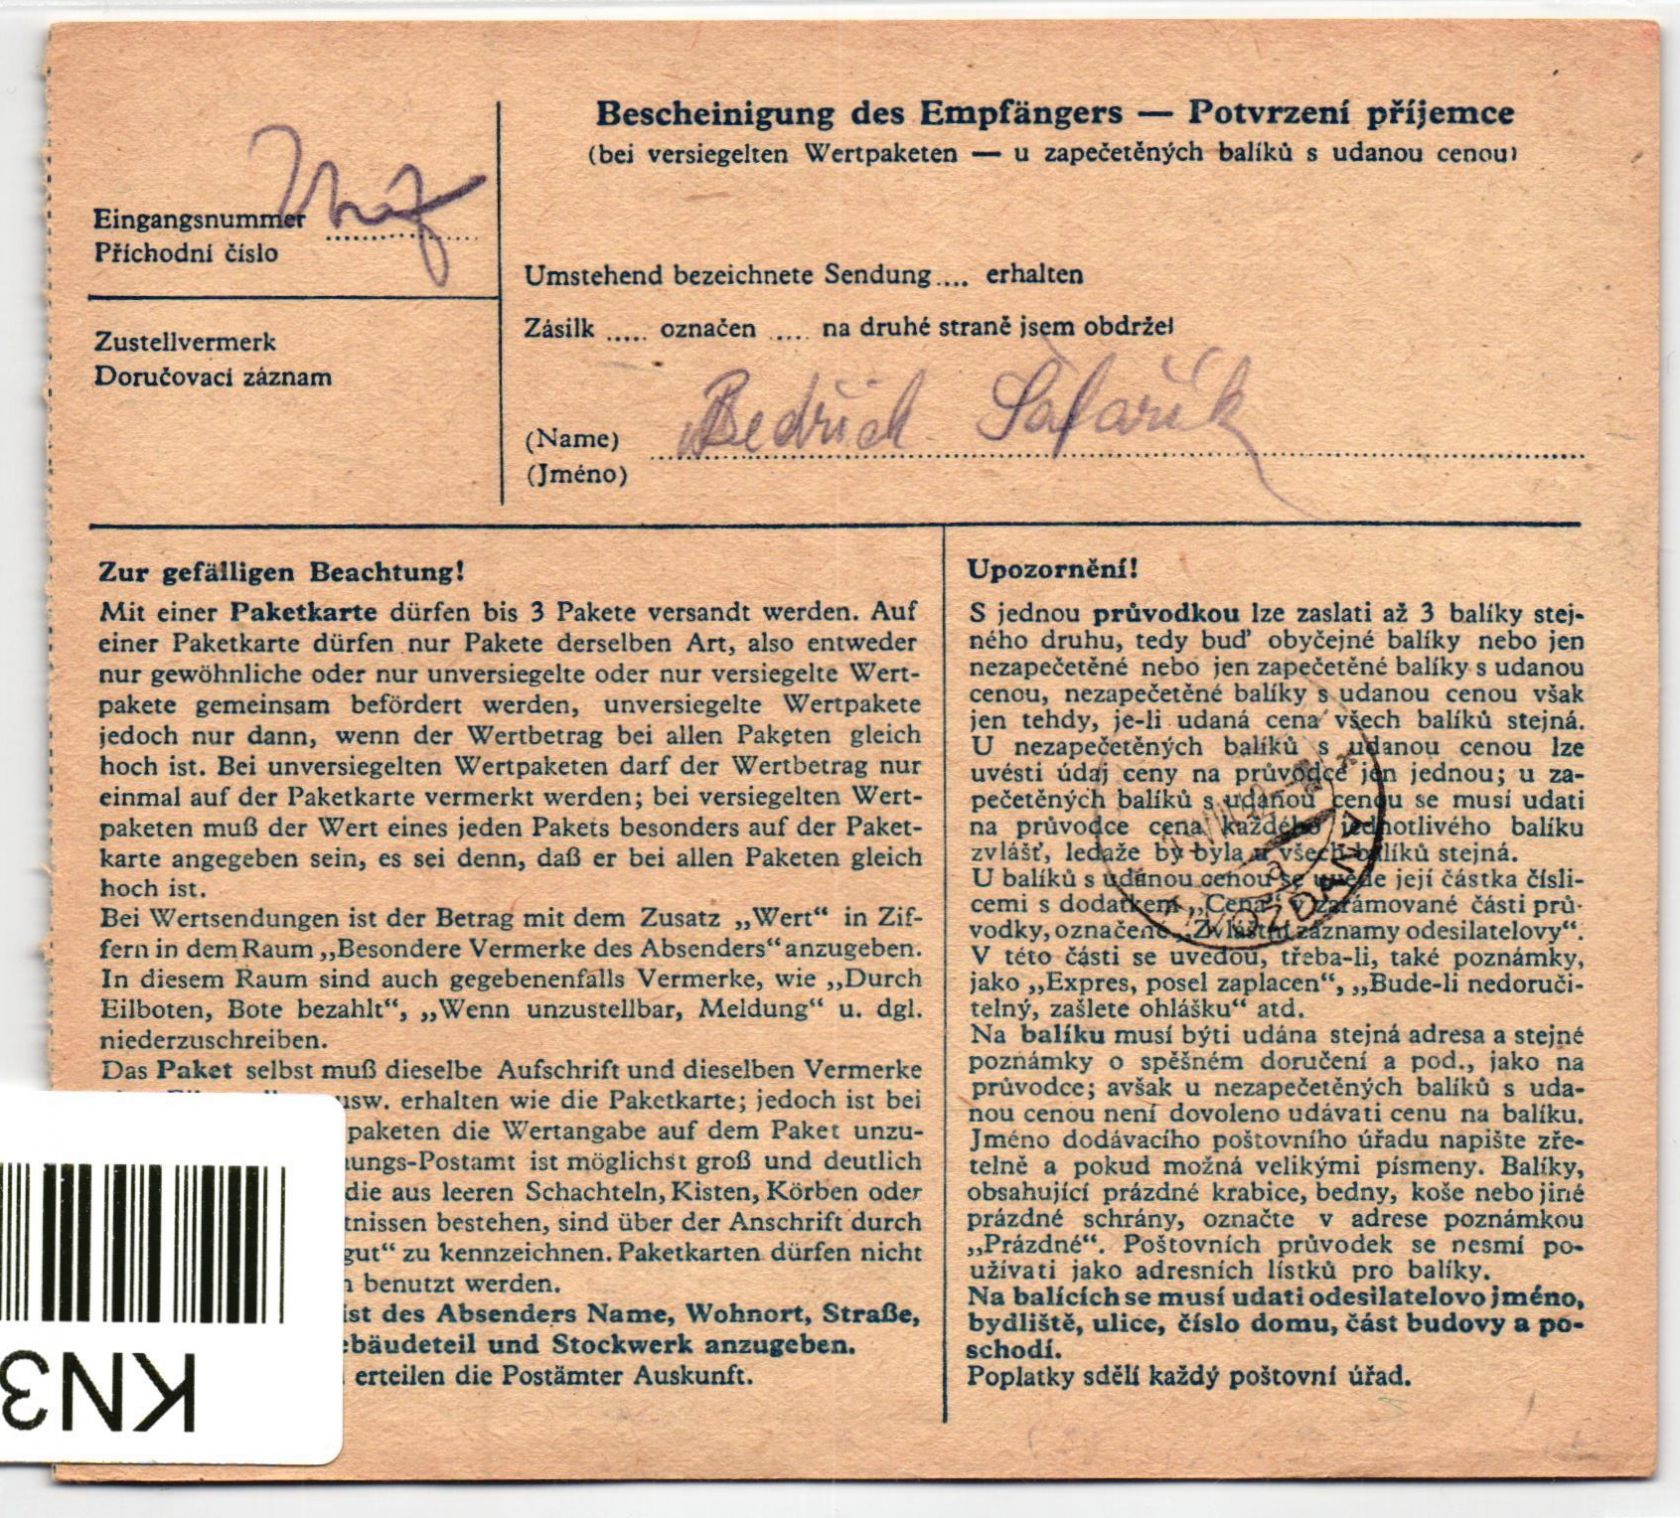 Bescheinigung des Empfängers — Potvrzení příjemce
(bei versiegelten Wertpaketen — u zapečetěných balíků s udanou cenou)
Eingangsnummer
Příchodní číslo
Umstehend bezeichnete Sendung.... erhalten
Zásilk ..... označen .... na druhé straně jsem obdržel
Zustellvermerk
Doručovací záznam
(Name) Bedřich Šafařík
(Jméno)
Zur gefälligen Beachtung!
Mit einer Paketkarte dürfen bis 3 Pakete versandt werden. Auf
einer Paketkarte dürfen nur Pakete derselben Art, also entweder
nur gewöhnliche oder nur unversiegelte oder nur versiegelte Wert-
pakete gemeinsam befördert werden, unversiegelte Wertpakete
jedoch nur dann, wenn der Wertbetrag bei allen Paketen gleich
hoch ist. Bei unversiegelten Wertpaketen darf der Wertbetrag nur
einmal auf der Paketkarte vermerkt werden; bei versiegelten Wert-
paketen muß der Wert eines jeden Pakets besonders auf der Paket-
karte angegeben sein, es sei denn, daß er bei allen Paketen gleich
hoch ist.
Bei Wertsendungen ist der Betrag mit dem Zusatz „Wert“ in Zif-
fern in dem Raum „Besondere Vermerke des Absenders“ anzugeben.
In diesem Raum sind auch gegebenenfalls Vermerke, wie „Durch
Eilboten, Bote bezahlt“, „Wenn unzustellbar, Meldung“ u. dgl.
niederzuschreiben.
Das Paket selbst muß dieselbe Aufschrift und dieselben Vermerke
usw. erhalten wie die Paketkarte; jedoch ist bei
paketen die Wertangabe auf dem Paket unzu-
ungs-Postamt ist möglichst groß und deutlich
die aus leeren Schachteln, Kisten, Körben oder
tnissen bestehen, sind über der Anschrift durch
gut“ zu kennzeichnen. Paketkarten dürfen nicht
benutzt werden.
ist des Absenders Name, Wohnort, Straße,
ebäudeteil und Stockwerk anzugeben.
erteilen die Postämter Auskunft.
Upozornění!
S jednou průvodkou lze zaslati až 3 balíky stej-
ného druhu, tedy buď obyčejné balíky nebo jen
nezapečetěné nebo jen zapečetěné balíky s udanou
cenou, nezapečetěné balíky s udanou cenou však
jen tehdy, je-li udaná cena všech balíků stejná.
U nezapečetěných balíků s udanou cenou lze
uvésti údaj ceny na průvodce jen jednou; u za-
pečetěných balíků s udanou cenou se musí udati
na průvodce cena každého jednotlivého balíku
zvlášť, ledaže by byla u všech balíků stejná.
U balíků s udanou cenou se uvede její částka čísli-
cemi s dodatkem „Cena“ v zarámované části prů-
vodky, označené „Zvláštní záznamy odesilatelovy“.
V této části se uvedou, třeba-li, také poznámky,
jako „Expres, posel zaplacen“, „Bude-li nedoruči-
telný, zašlete ohlášku“ atd.
Na balíku musí býti udána stejná adresa a stejné
poznámky o spěšném doručení a pod., jako na
průvodce; avšak u nezapečetěných balíků s uda-
nou cenou není dovoleno udávati cenu na balíku.
Jméno dodávacího poštovního úřadu napište zře-
telně a pokud možná velikými písmeny. Balíky,
obsahující prázdné krabice, bedny, koše nebo jiné
prázdné schrány, označte v adrese poznámkou
„Prázdné“. Poštovních průvodek se nesmí po-
užívati jako adresních lístků pro balíky.
Na balících se musí udati odesilatelovo jméno,
bydliště, ulice, číslo domu, část budovy a po-
schodí.
Poplatky sdělí každý poštovní úřad.
KN3